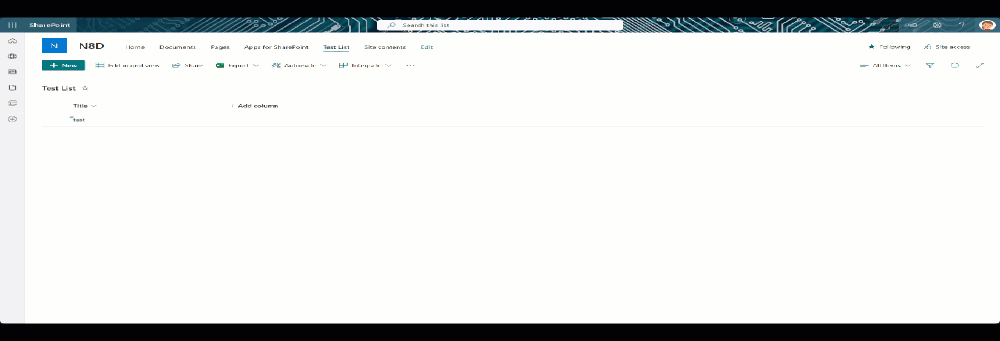 SharePoint
Search this list
N N8D Home Documents Pages Apps for SharePoint Test List Site contents Edit
Following Site access
+ New Edit in grid view Share Export Automate Integrate ...
All Items
Test List
Title + Add column
test